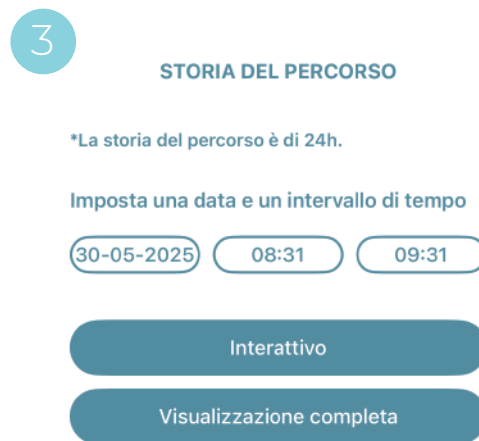 3
STORIA DEL PERCORSO
*La storia del percorso è di 24h.
Imposta una data e un intervallo di tempo
30-05-2025 08:31 09:31
Interattivo
Visualizzazione completa